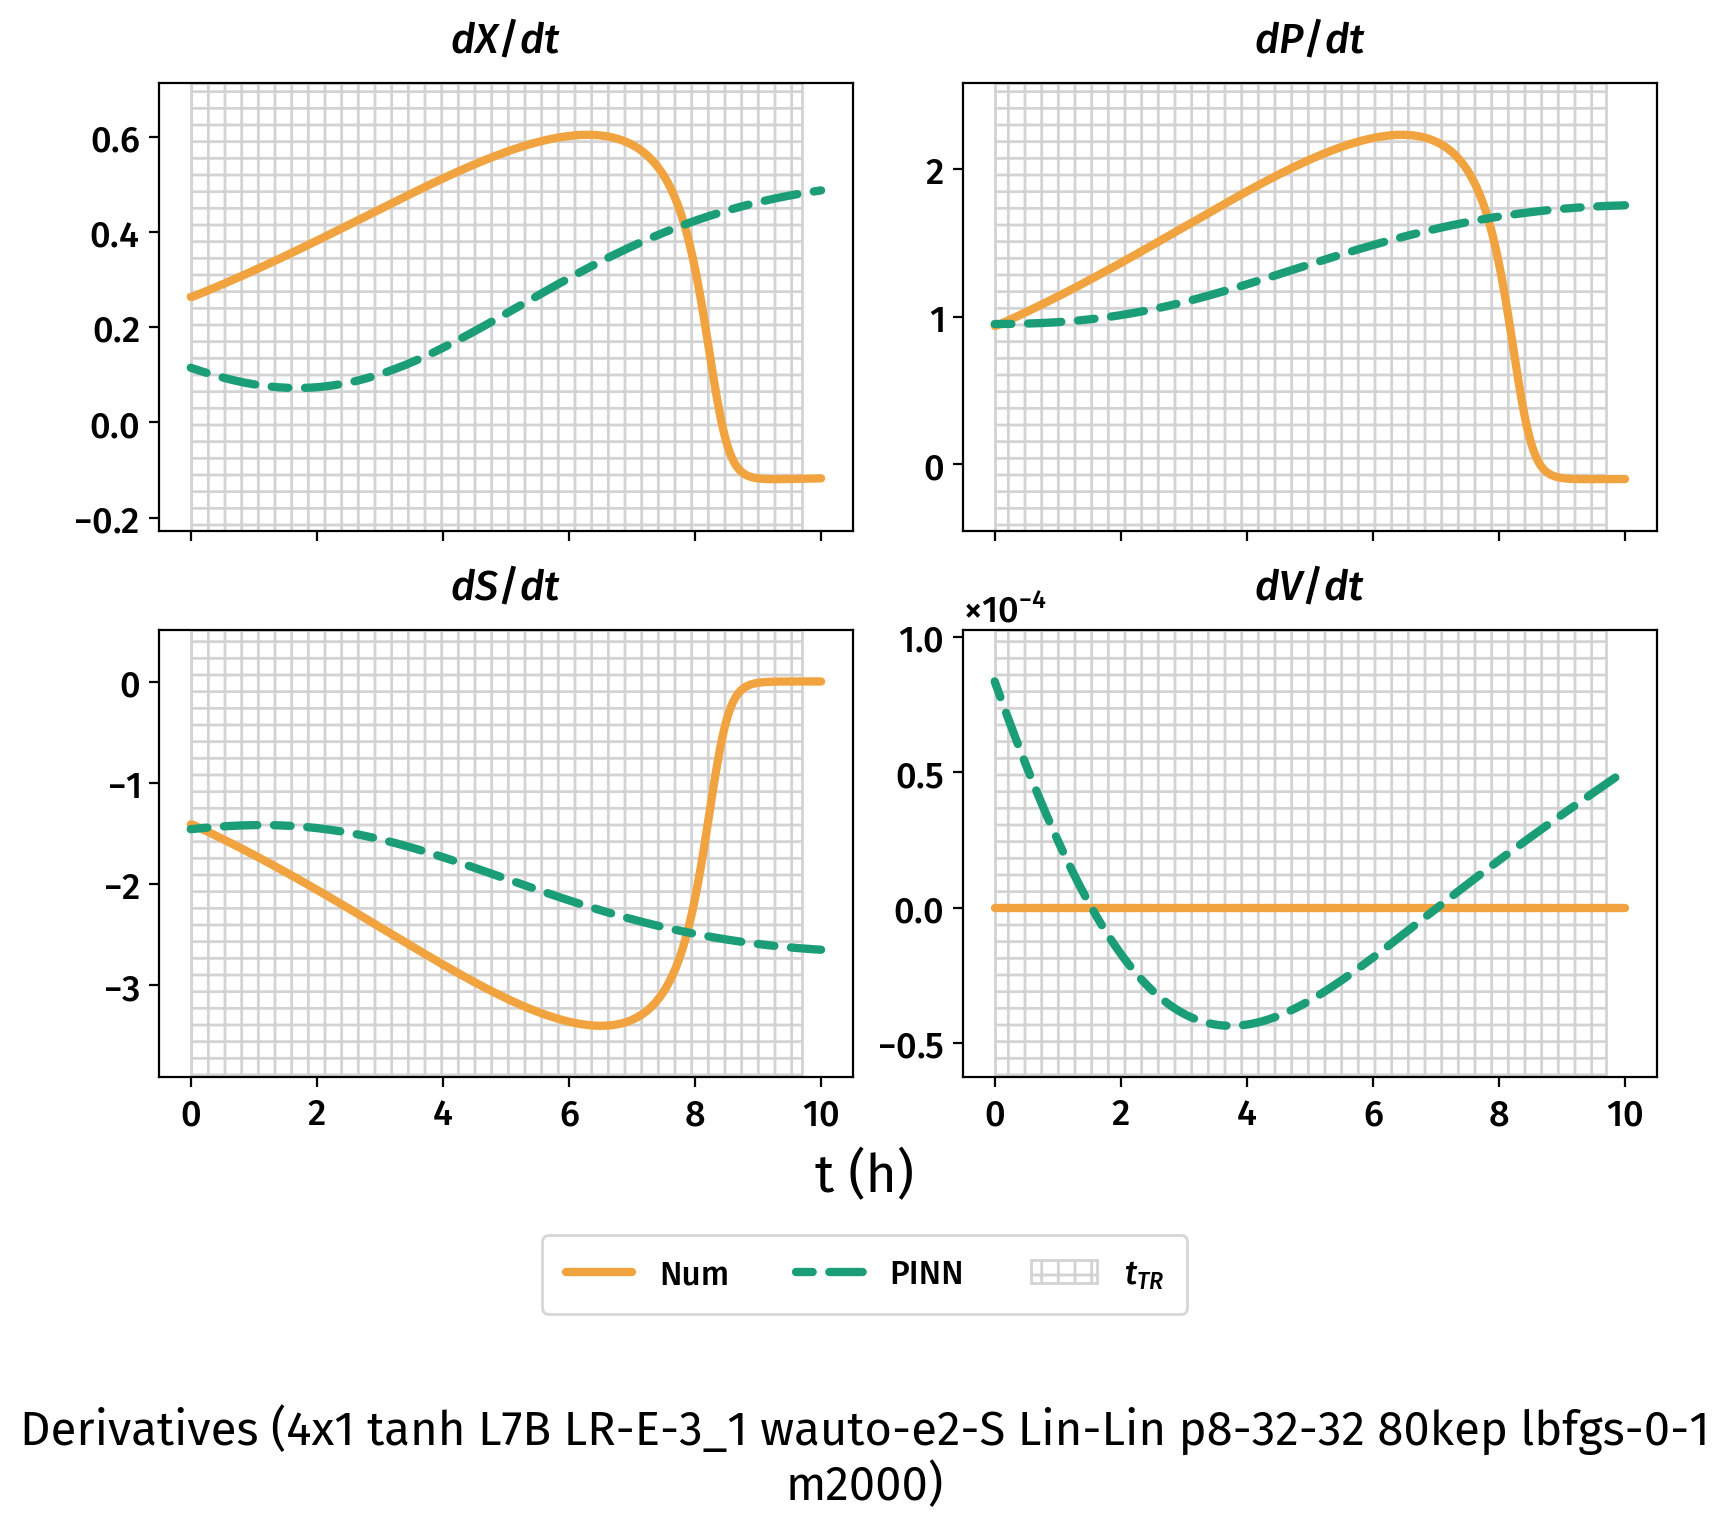 dX/dt
dP/dt
0.6
0.4
0.2
0.0
−0.2
2
1
0
dS/dt
dV/dt
×10⁻⁴
0
−1
−2
−3
1.0
0.5
0.0
−0.5
0 2 4 6 8 10
0 2 4 6 8 10
t (h)
Num PINN t_TR
Derivatives (4x1 tanh L7B LR-E-3_1 wauto-e2-S Lin-Lin p8-32-32 80kep lbfgs-0-1
m2000)